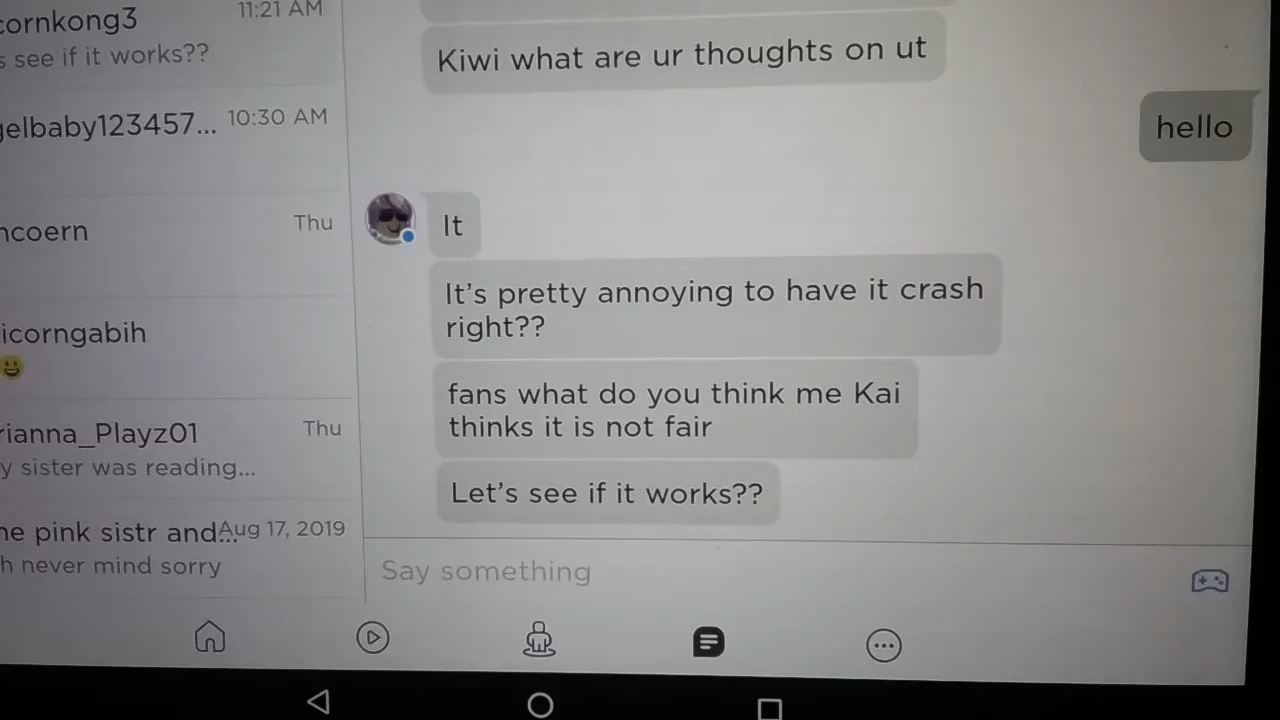 cornkong3
11:21 AM
s see if it works??
gelbaby123457...
10:30 AM
ncoern
Thu
icorngabih
rianna_Playz01
Thu
y sister was reading...
ne pink sistr and...
Aug 17, 2019
h never mind sorry
Kiwi what are ur thoughts on ut
hello
It
It's pretty annoying to have it crash
right??
fans what do you think me Kai
thinks it is not fair
Let's see if it works??
Say something